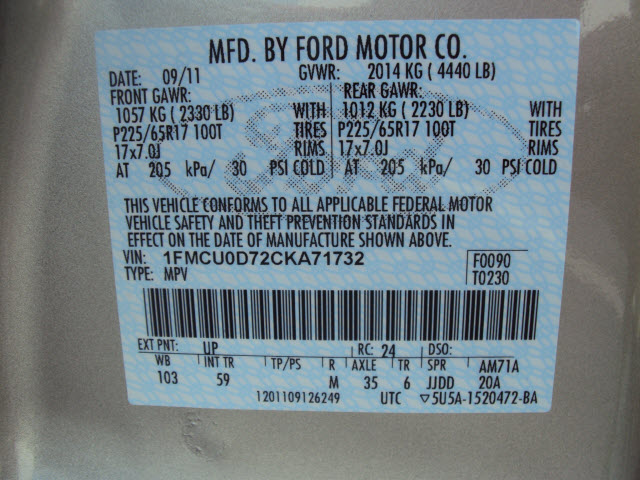 MFD. BY FORD MOTOR CO.
DATE: 09/11 GVWR: 2014 KG ( 4440 LB)
FRONT GAWR: REAR GAWR:
1057 KG ( 2330 LB) WITH 1012 KG ( 2230 LB) WITH
P225/65R17 100T TIRES P225/65R17 100T TIRES
17x7.0J RIMS 17x7.0J RIMS
AT 205 kPa/ 30 PSI COLD AT 205 kPa/ 30 PSI COLD
THIS VEHICLE CONFORMS TO ALL APPLICABLE FEDERAL MOTOR
VEHICLE SAFETY AND THEFT PREVENTION STANDARDS IN
EFFECT ON THE DATE OF MANUFACTURE SHOWN ABOVE.
VIN: 1FMCU0D72CKA71732 F0090
TYPE: MPV T0230
EXT PNT: UP RC: 24 DSO:
WB INT TR TP/PS R AXLE TR SPR AM71A
103 59 M 35 6 JJDD 20A
1201109126249 UTC ▽5U5A-1520472-BA